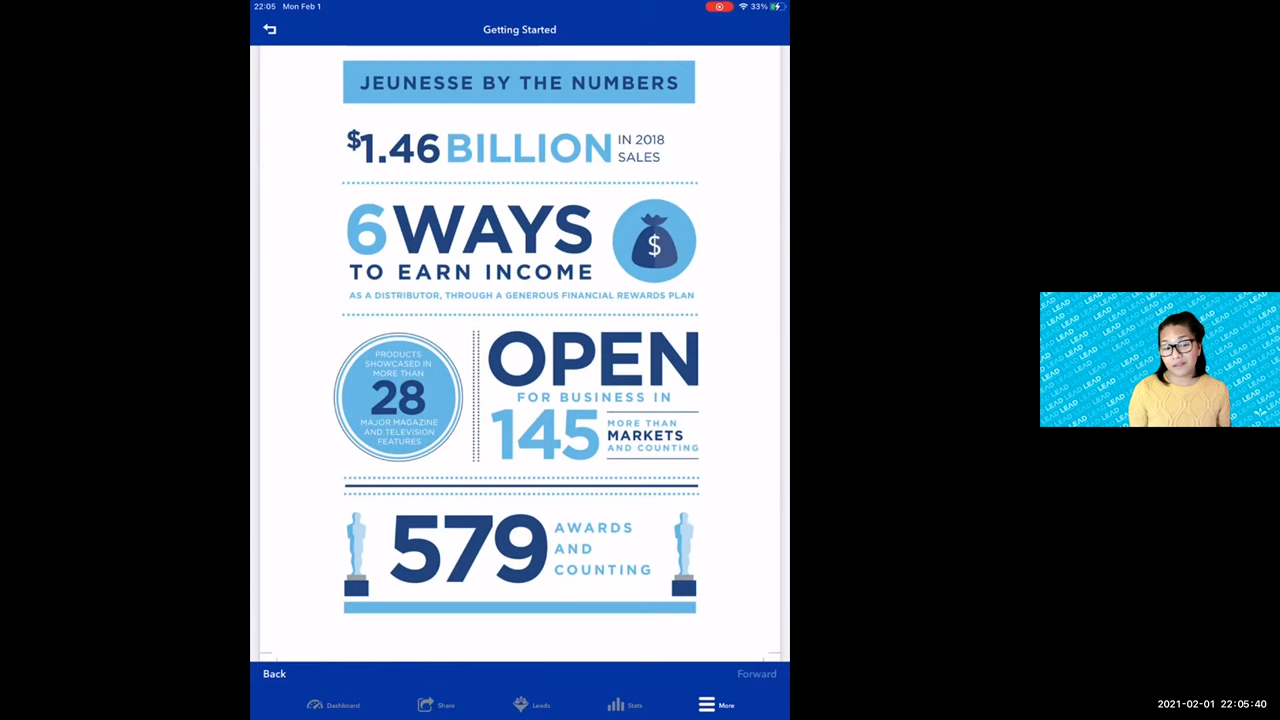 22:05 Mon Feb 1
33%
Getting Started
JEUNESSE BY THE NUMBERS
$1.46 BILLION IN 2018 SALES
6 WAYS
TO EARN INCOME
$
AS A DISTRIBUTOR, THROUGH A GENEROUS FINANCIAL REWARDS PLAN
PRODUCTS
SHOWCASED IN
MORE THAN
28
MAJOR MAGAZINE
AND TELEVISION
FEATURES
OPEN
FOR BUSINESS IN
145
MORE THAN
MARKETS
AND COUNTING
579
AWARDS
AND
COUNTING
Back
Forward
Dashboard
Share
Leads
Stats
More
LEAD
2021-02-01 22:15:40